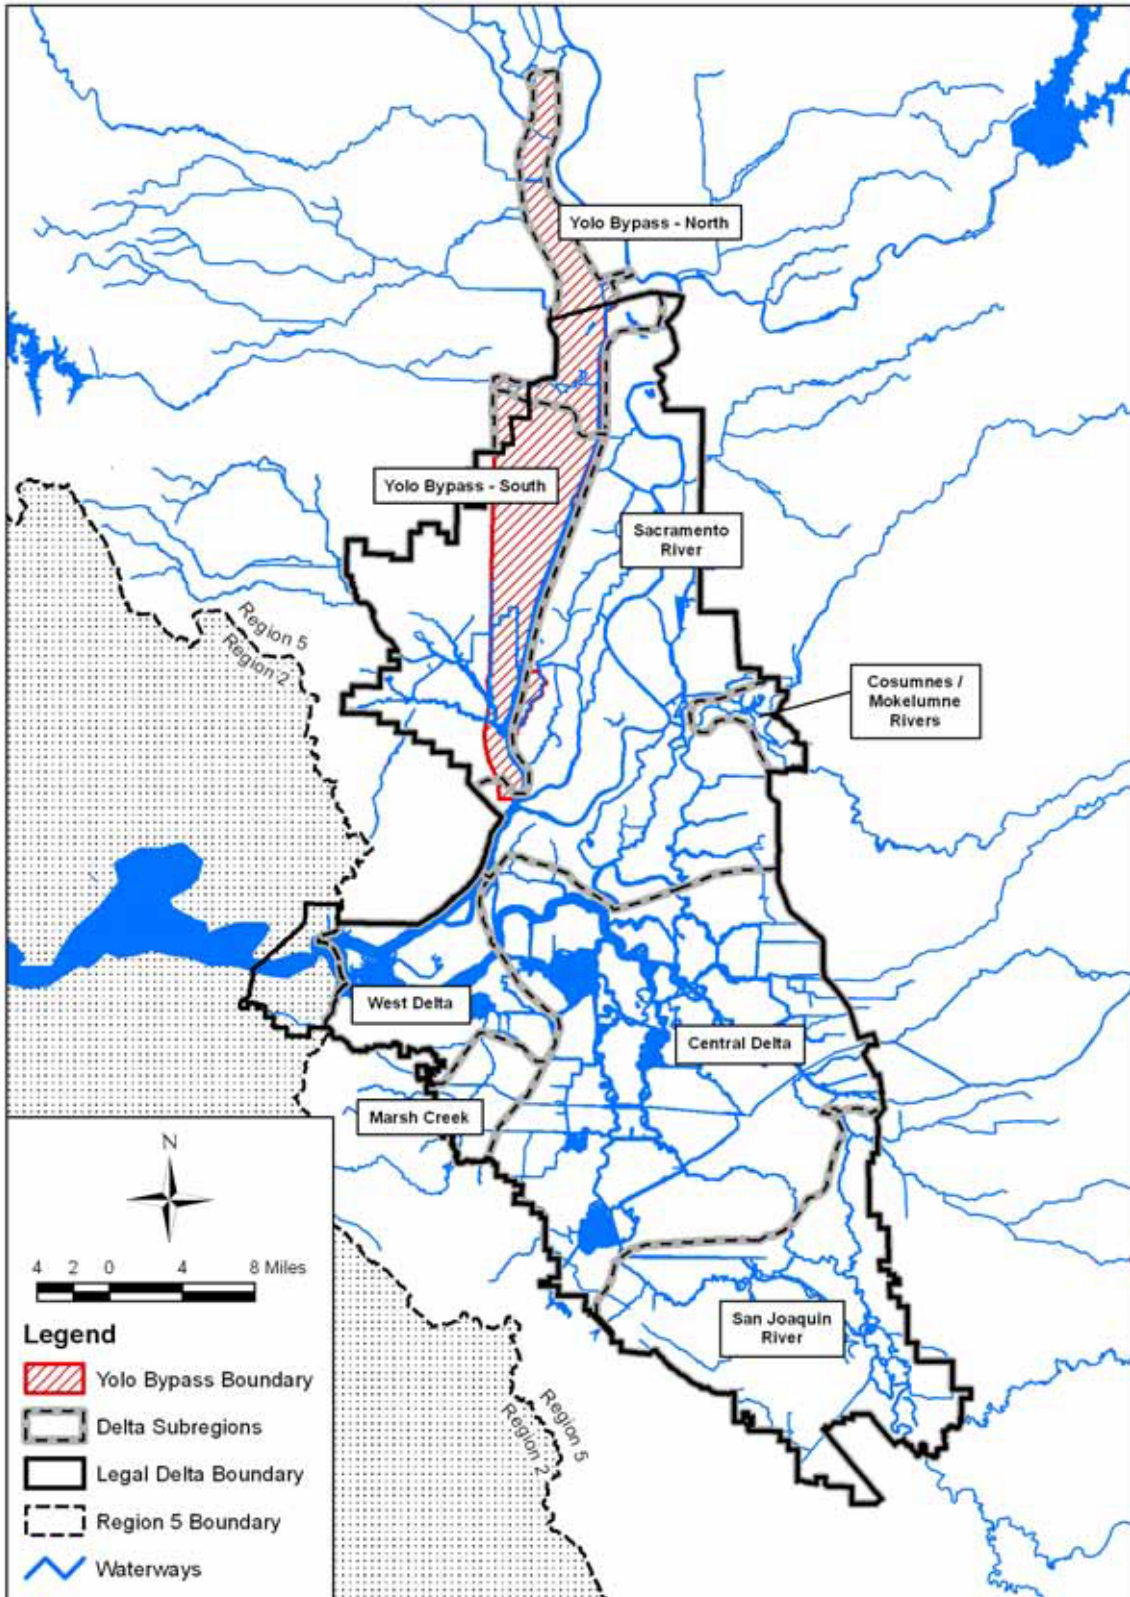 Yolo Bypass - North
Yolo Bypass - South
Sacramento
River
Region 5
Region 2
Cosumnes /
Mokelumne
Rivers
West Delta
Central Delta
Marsh Creek
San Joaquin
River
Region 5
Region 2
N
4 2 0 4 8 Miles
Legend
Yolo Bypass Boundary
Delta Subregions
Legal Delta Boundary
Region 5 Boundary
Waterways